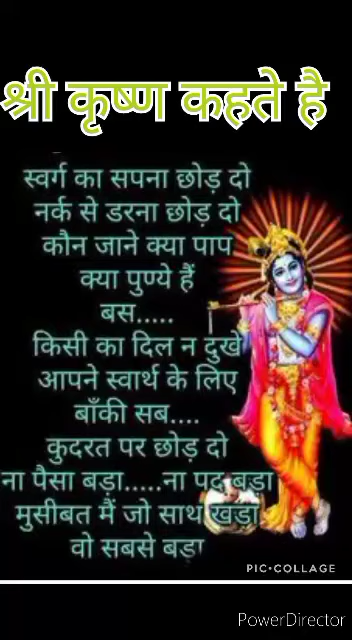 श्री कृष्ण कहते है
स्वर्ग का सपना छोड़ दो
नर्क से डरना छोड़ दो
कौन जाने क्या पाप
क्या पुण्ये हैं
बस.....
किसी का दिल न दुखे
आपने स्वार्थ के लिए
बाँकी सब....
कुदरत पर छोड़ दो
ना पैसा बड़ा.....ना पद बड़ा
मुसीबत मैं जो साथ खड़ा
वो सबसे बड़ा
PIC•COLLAGE
PowerDirector